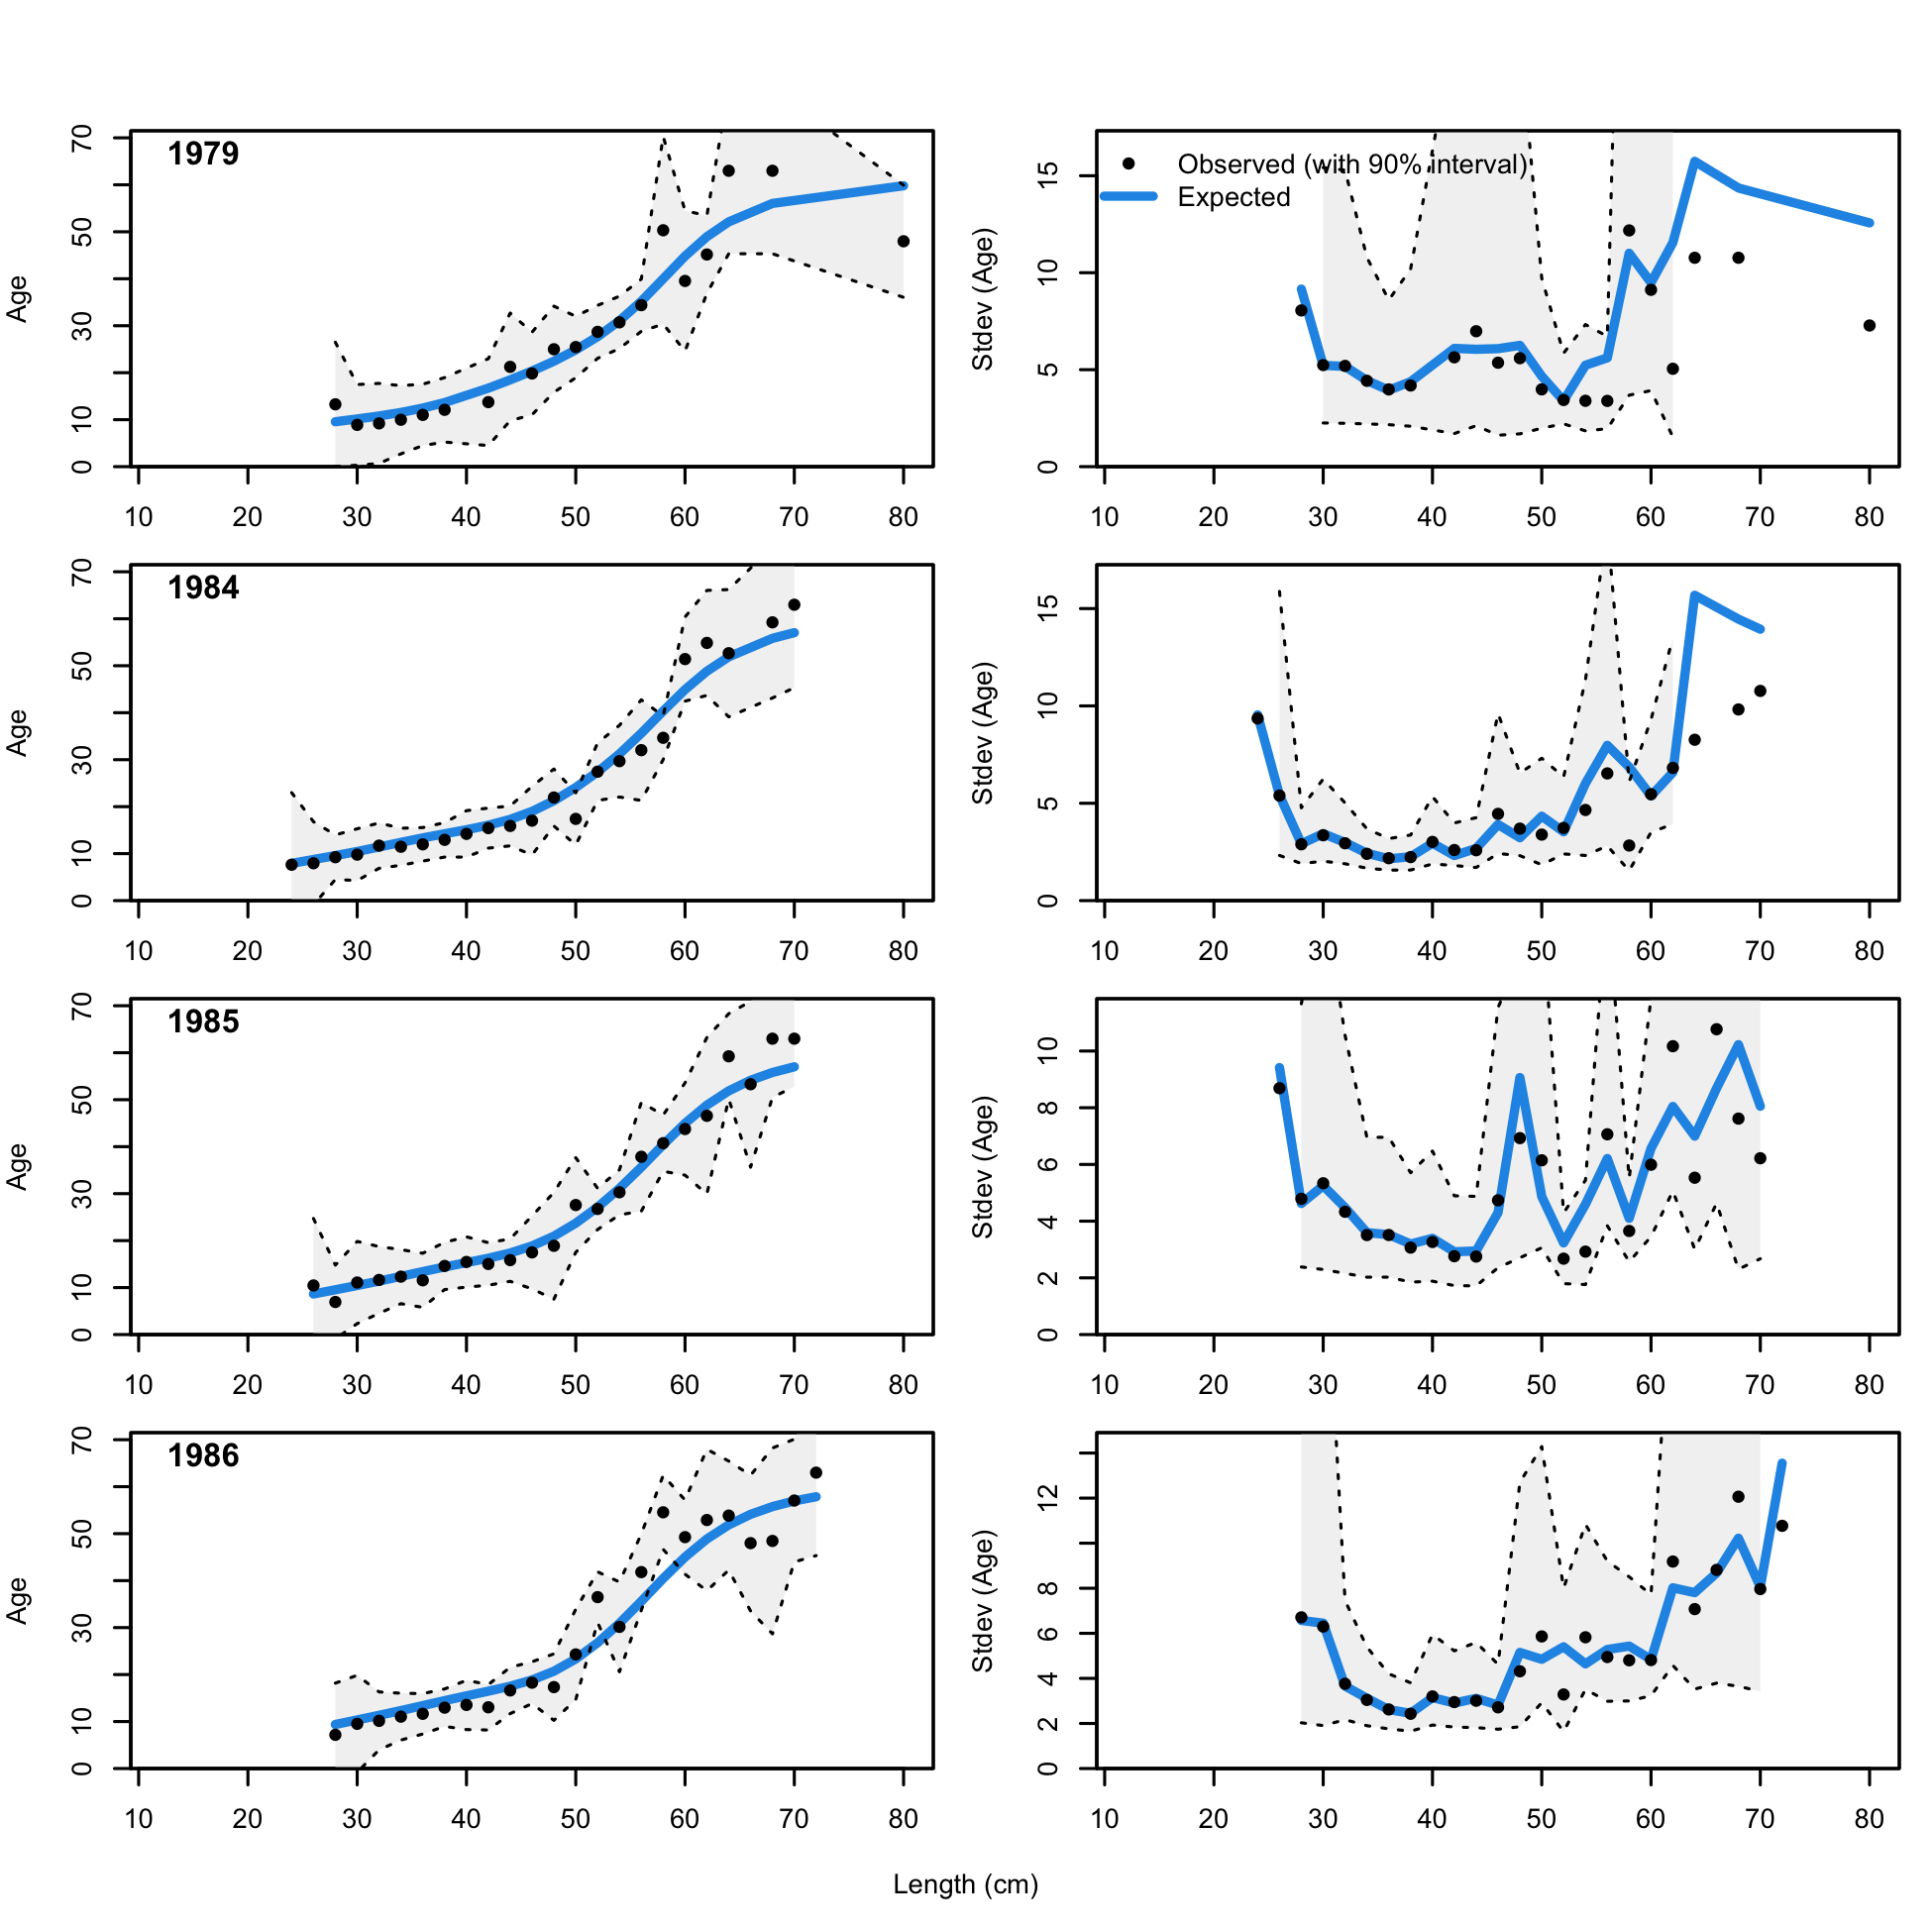 1979
Age
0 10 30 50 70
10 20 30 40 50 60 70 80
Observed (with 90% interval)
Expected
Stdev (Age)
0 5 10 15
10 20 30 40 50 60 70 80
1984
Age
0 10 30 50 70
10 20 30 40 50 60 70 80
Stdev (Age)
0 5 10 15
10 20 30 40 50 60 70 80
1985
Age
0 10 30 50 70
10 20 30 40 50 60 70 80
Stdev (Age)
0 2 4 6 8 10
10 20 30 40 50 60 70 80
1986
Age
0 10 30 50 70
10 20 30 40 50 60 70 80
Stdev (Age)
0 2 4 6 8 12
10 20 30 40 50 60 70 80
Length (cm)